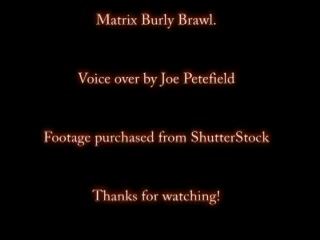 Matrix Burly Brawl.
Voice over by Joe Petefield
Footage purchased from ShutterStock
Thanks for watching!